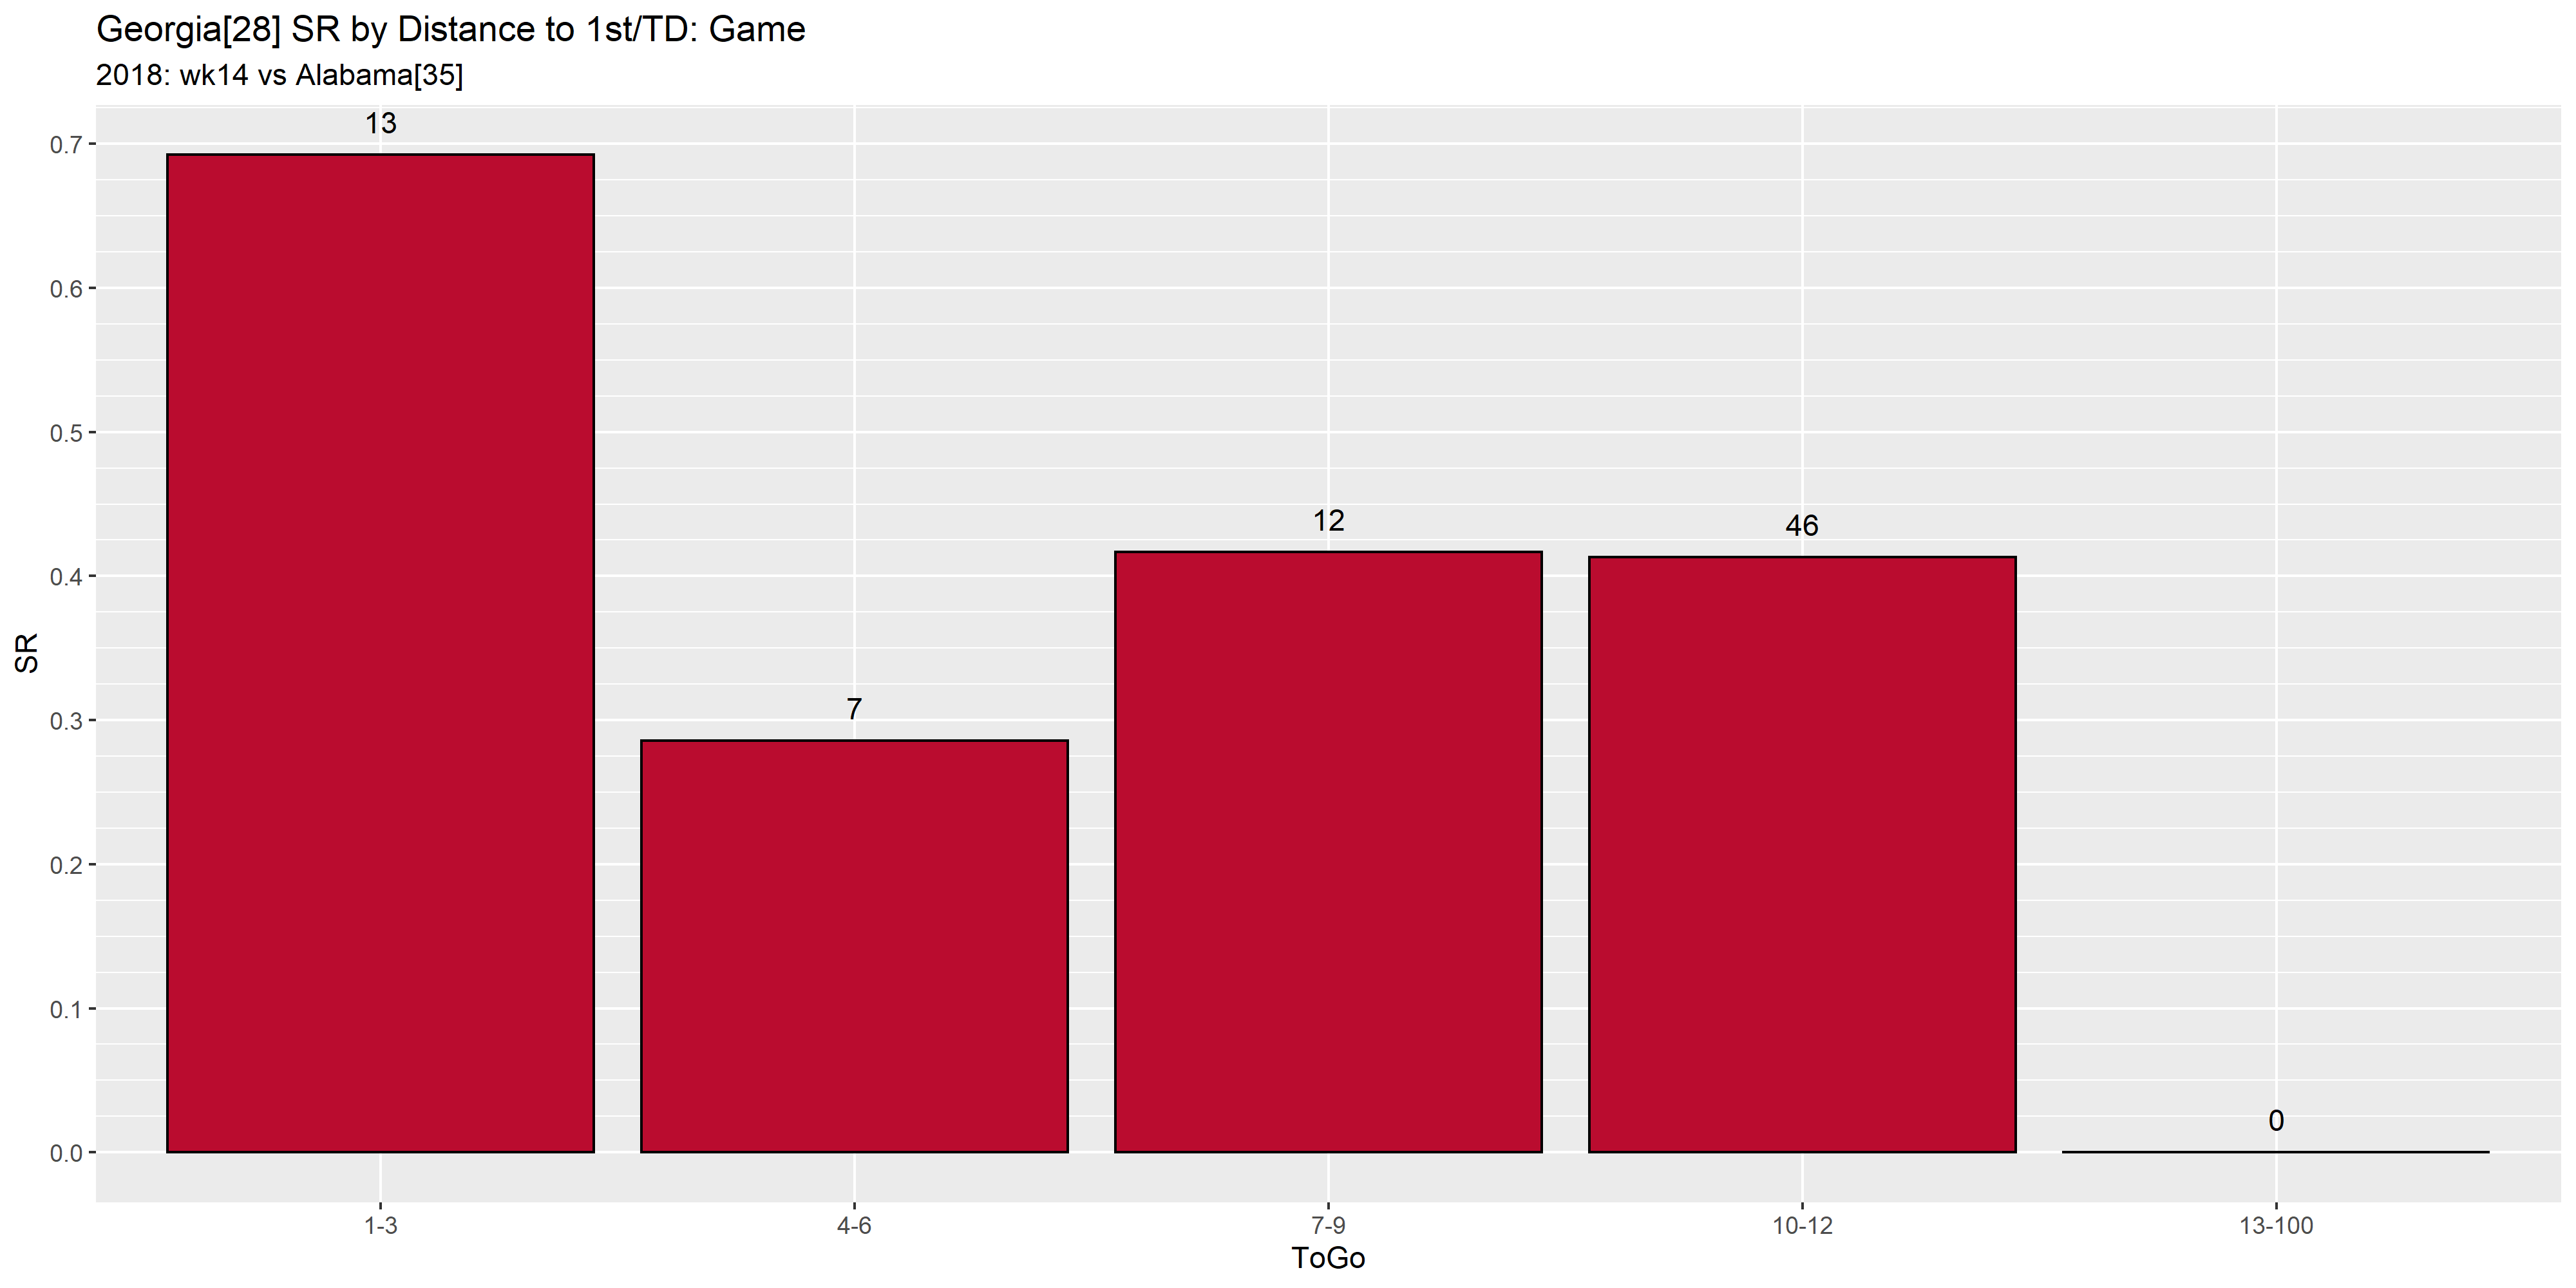 Georgia[28] SR by Distance to 1st/TD: Game
2018: wk14 vs Alabama[35]
13
0.7
0.6
0.5
12
46
0.4
SR
7
0.3
0.2
0.1
0
0.0
1-3 4-6 7-9 10-12 13-100
ToGo